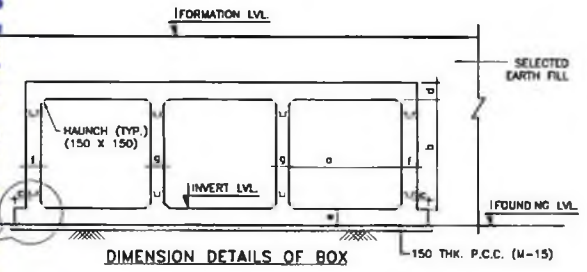 FORMATION LVL.
SELECTED
EARTH FILL
d
HAUNCH (TYP.)
(150 X 150)
b
f
g
g
a
f
INVERT LVL.
FOUNDING LVL.
150 THK. P.C.C. (M-15)
DIMENSION DETAILS OF BOX